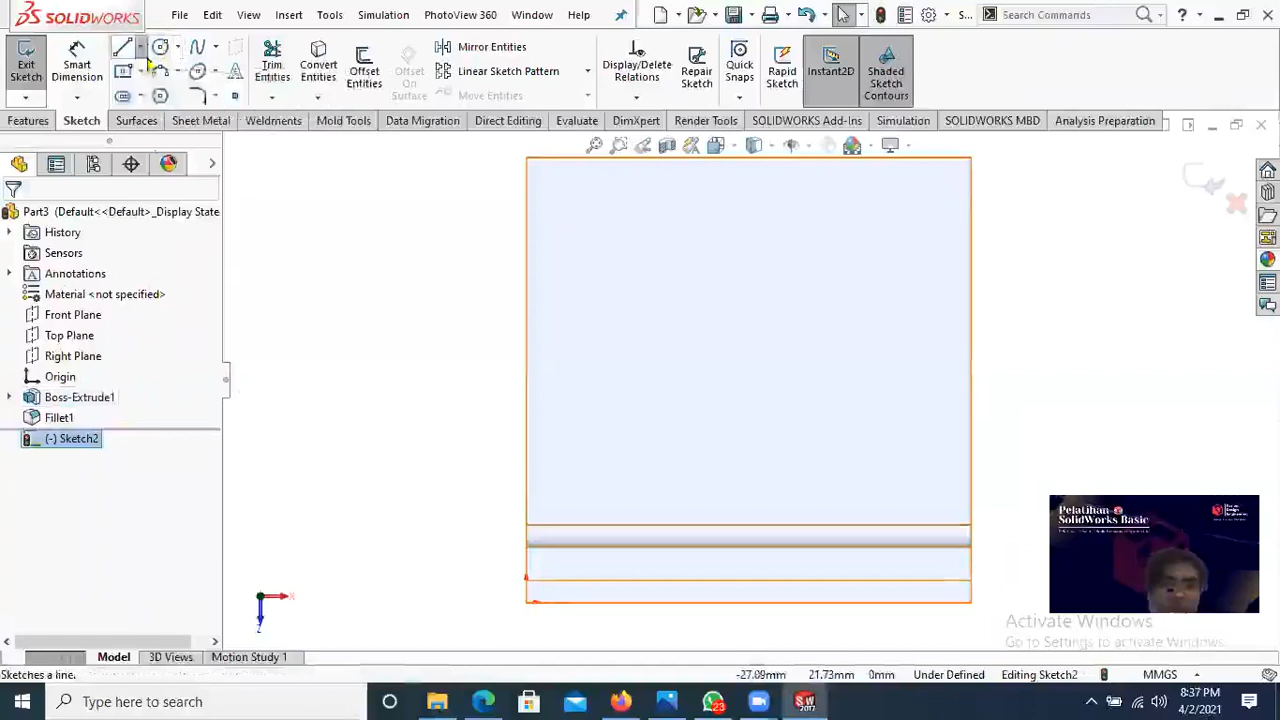 SOLIDWORKS
File Edit View Insert Tools Simulation PhotoView 360 Window Help
S... Search Commands
Exit Sketch
Smart Dimension
Trim Entities
Convert Entities
Offset Entities
Offset On Surface
Mirror Entities
Linear Sketch Pattern
Move Entities
Display/Delete Relations
Repair Sketch
Quick Snaps
Rapid Sketch
Instant2D
Shaded Sketch Contours
Features Sketch Surfaces Sheet Metal Weldments Mold Tools Data Migration Direct Editing Evaluate DimXpert Render Tools SOLIDWORKS Add-Ins Simulation SOLIDWORKS MBD Analysis Preparation
Part3 (Default<<Default>_Display State
History
Sensors
Annotations
Material <not specified>
Front Plane
Top Plane
Right Plane
Origin
Boss-Extrude1
Fillet1
(-) Sketch2
X
Z
Pelatihan
SolidWorks Basic
Activate Windows
Go to Settings to activate Windows.
Model 3D Views Motion Study 1
Sketches a line. -27.09mm 21.73mm 0mm Under Defined Editing Sketch2 MMGS
Type here to search
23
SW
2017
8:37 PM
4/2/2021